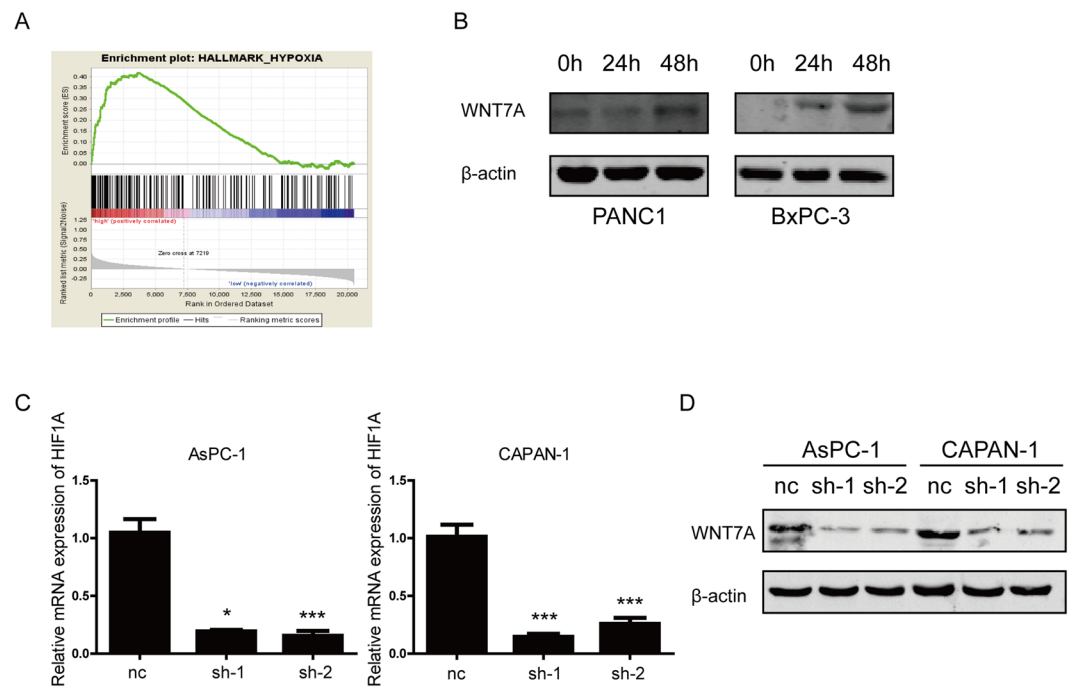 A
Enrichment plot: HALLMARK_HYPOXIA
Enrichment score (ES)
0.40
0.35
0.30
0.25
0.20
0.15
0.10
0.05
0.00
'high' (positively correlated)
Ranked list metric (Signal2Noise)
1.25
1.00
0.75
0.50
0.25
0.00
-0.25
Zero cross at 7219
'low' (negatively correlated)
0 2,500 5,000 7,500 10,000 12,500 15,000 17,500 20,000
Rank in Ordered Dataset
Enrichment profile Hits Ranking metric scores
B
0h 24h 48h 0h 24h 48h
WNT7A
β-actin
PANC1 BxPC-3
C
AsPC-1
Relative mRNA expression of HIF1A
1.5
1.0
0.5
0.0
* ***
nc sh-1 sh-2
CAPAN-1
Relative mRNA expression of HIF1A
1.5
1.0
0.5
0.0
*** ***
nc sh-1 sh-2
D
AsPC-1 CAPAN-1
nc sh-1 sh-2 nc sh-1 sh-2
WNT7A
β-actin